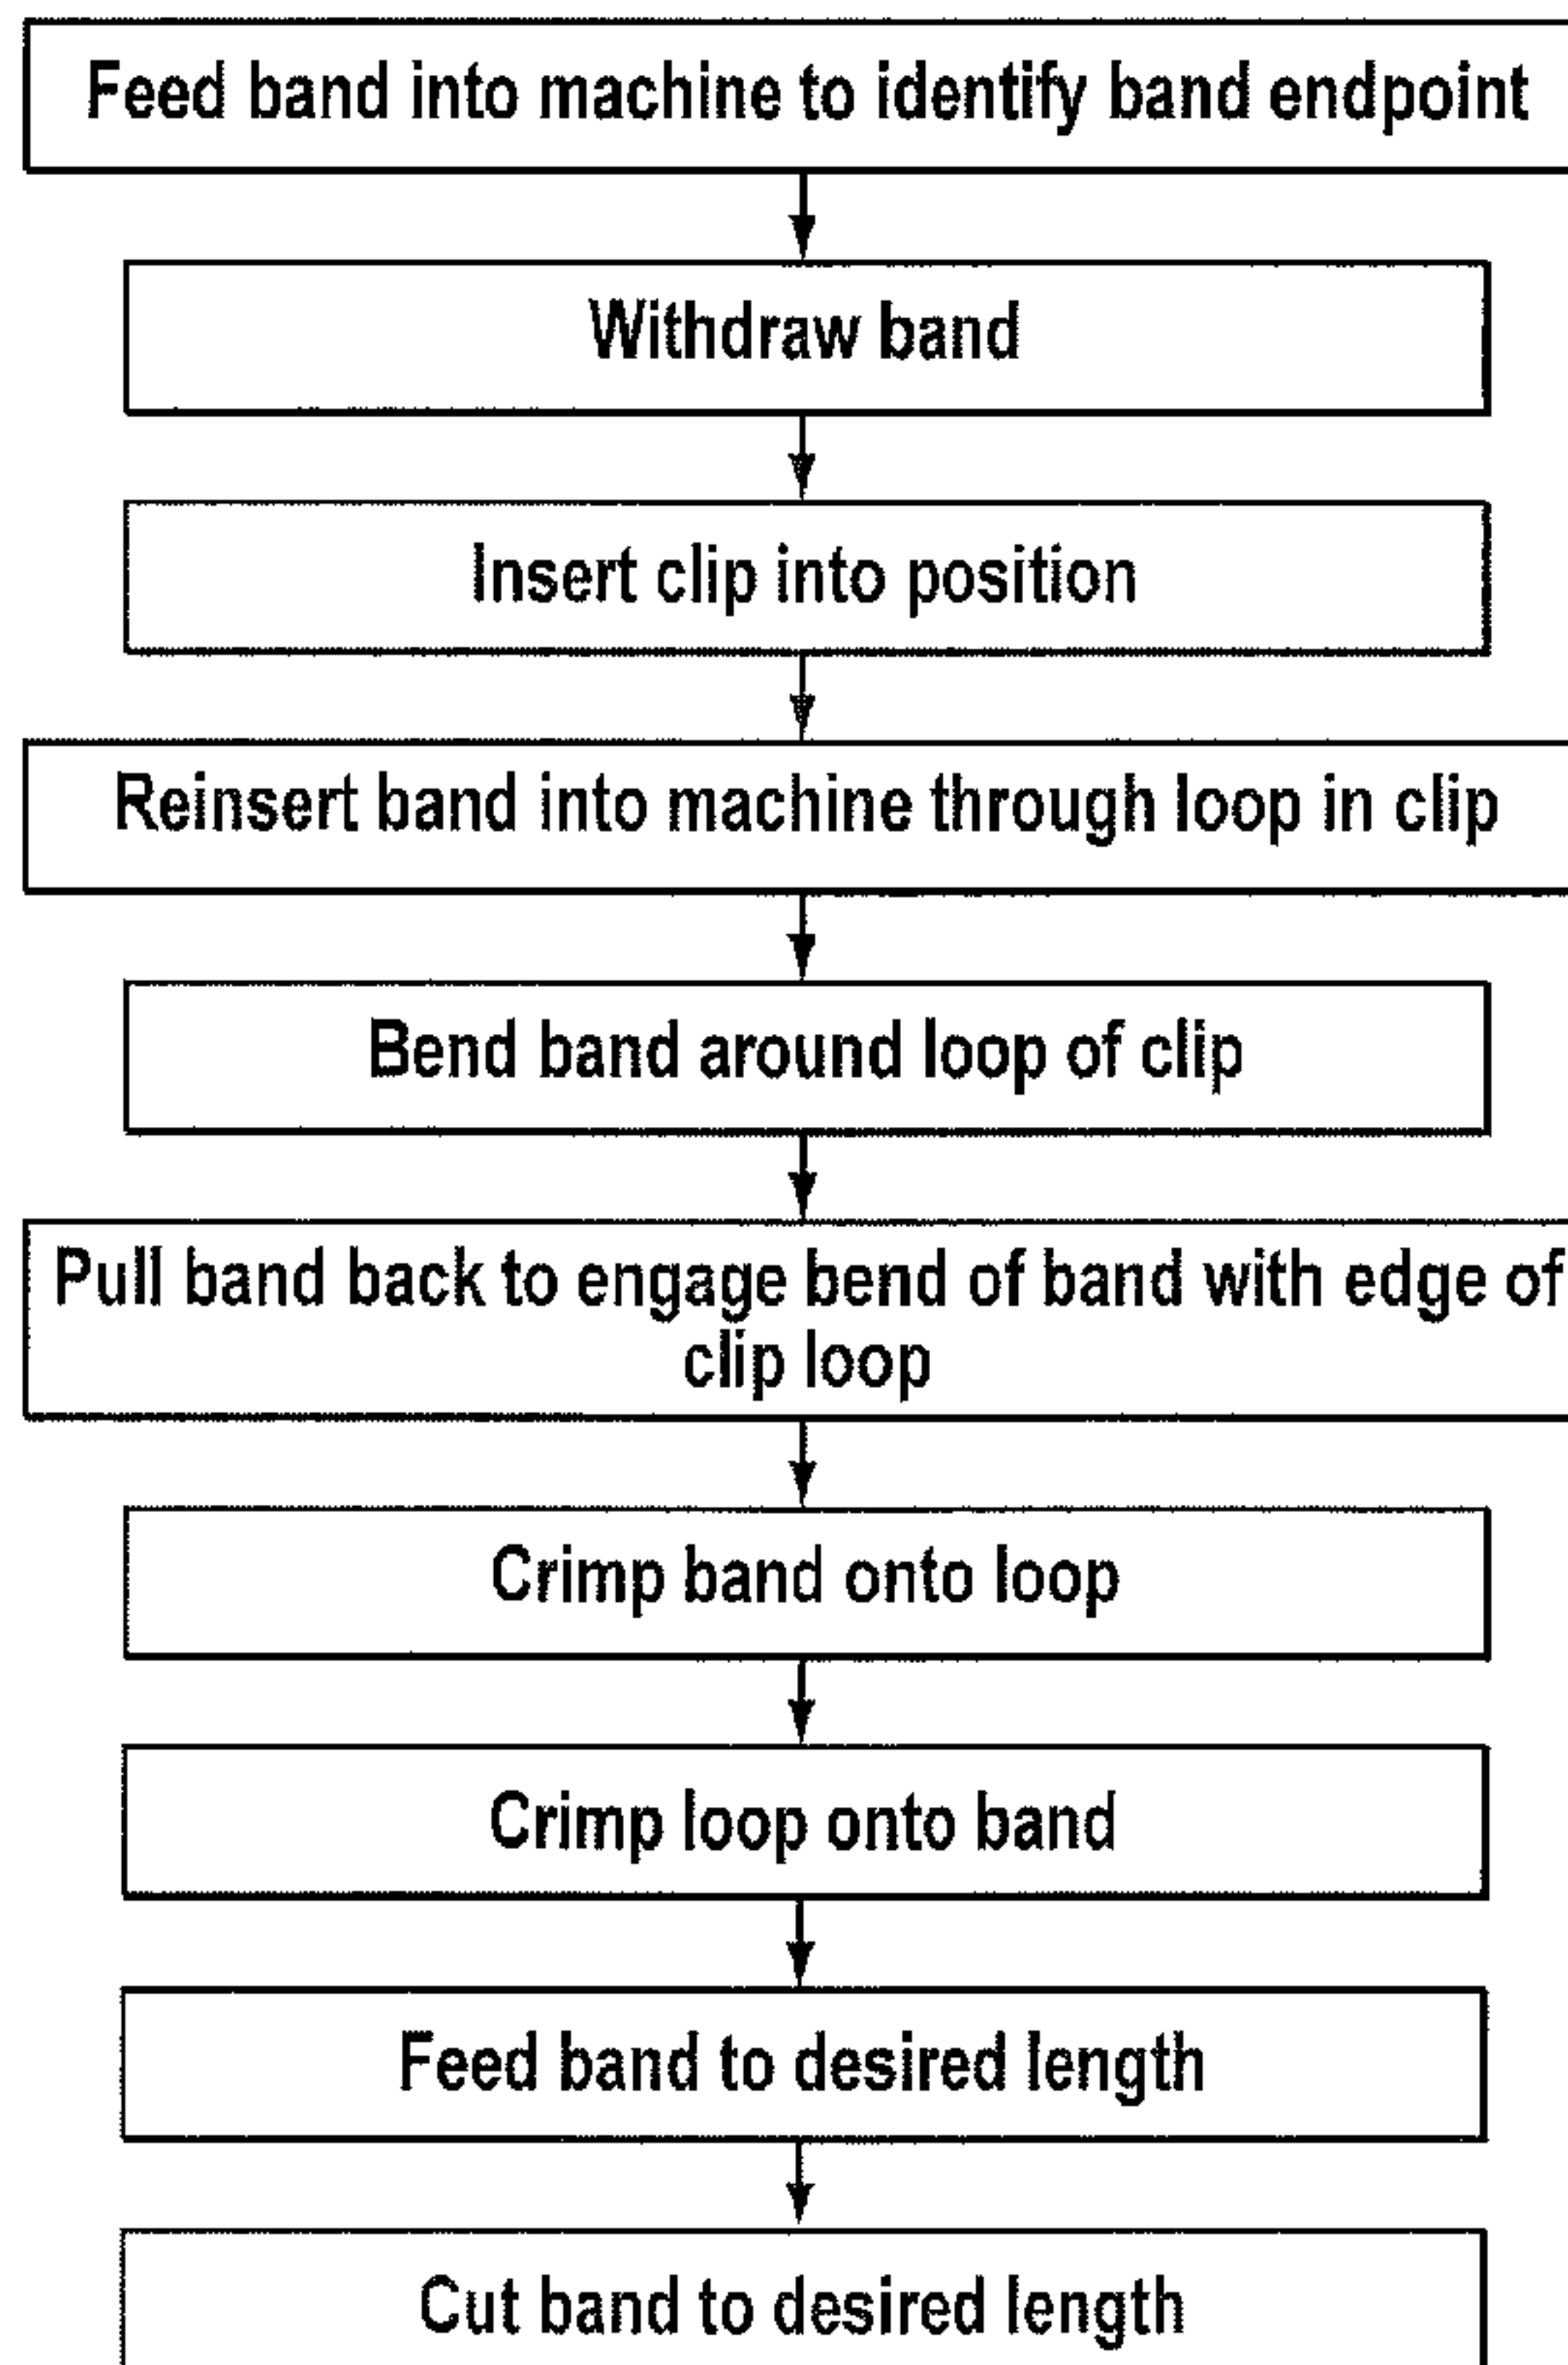 Feed band into machine to identify band endpoint
Withdraw band
Insert clip into position
Reinsert band into machine through loop in clip
Bend band around loop of clip
Pull band back to engage bend of band with edge of
clip loop
Crimp band onto loop
Crimp loop onto band
Feed band to desired length
Cut band to desired length